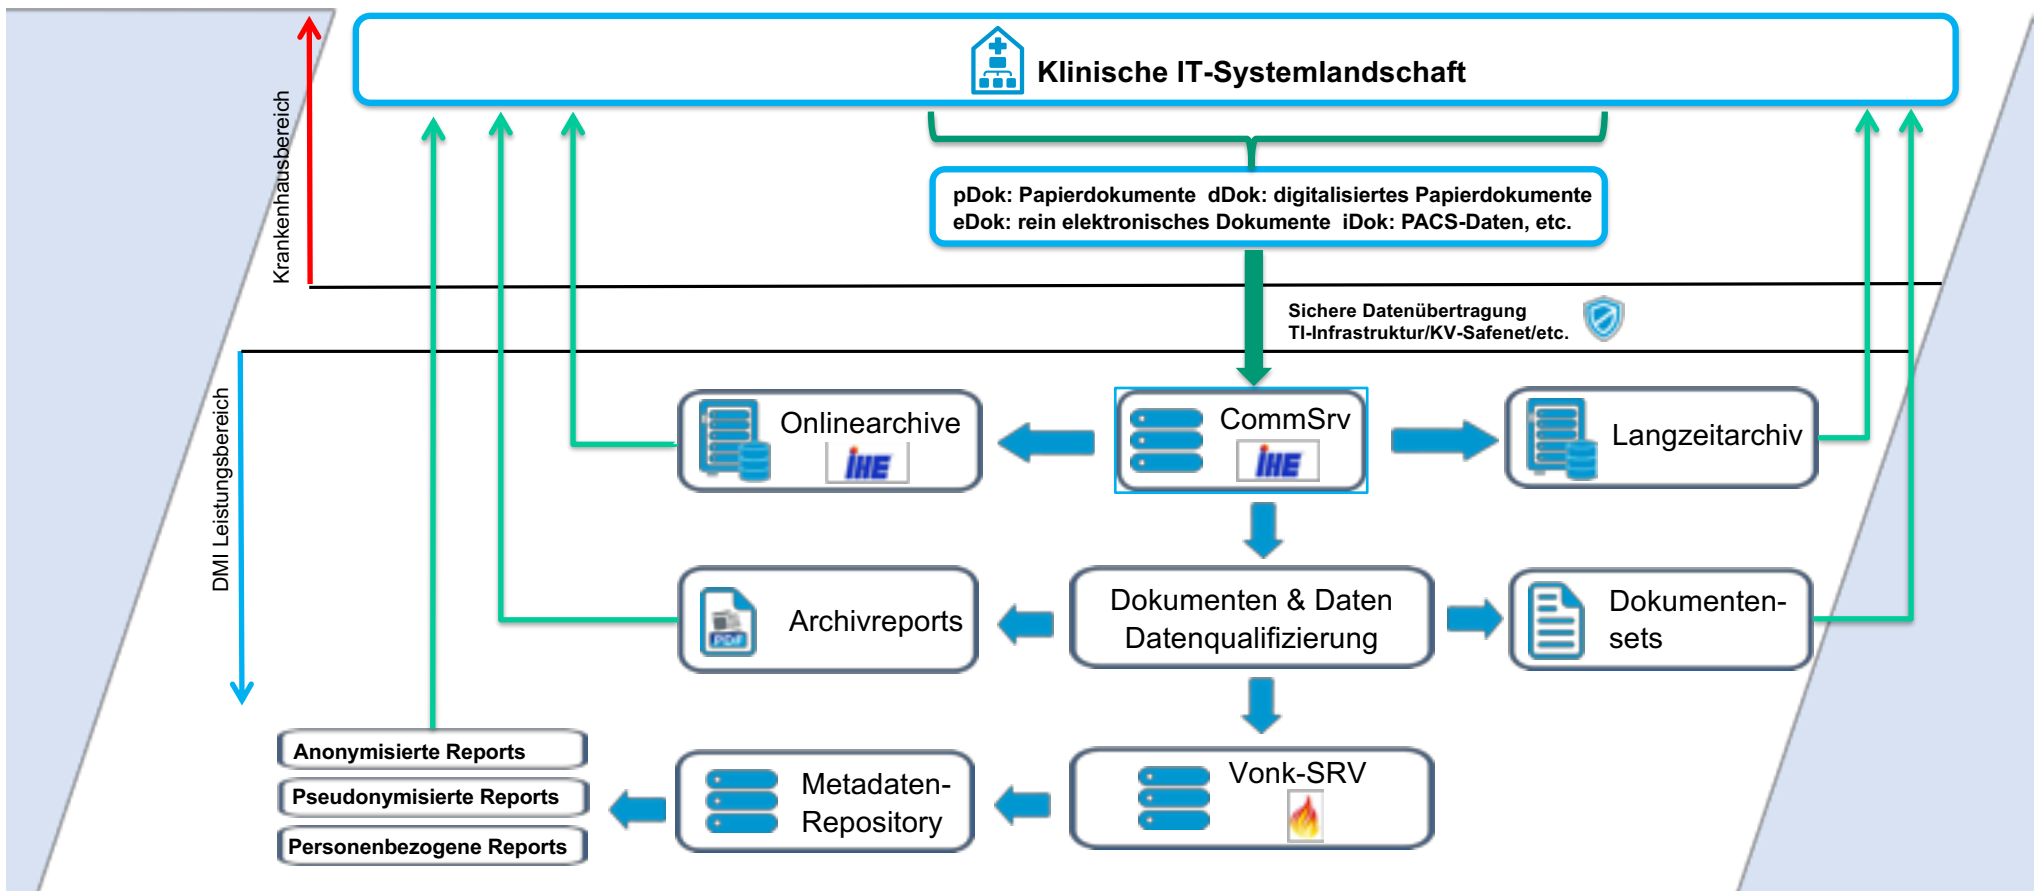 Klinische IT-Systemlandschaft
Krankenhausbereich
pDok: Papierdokumente dDok: digitalisiertes Papierdokumente
eDok: rein elektronisches Dokumente iDok: PACS-Daten, etc.
Sichere Datenübertragung
TI-Infrastruktur/KV-Safenet/etc.
DMI Leistungsbereich
Onlinearchive
IHE
CommSrv
IHE
Langzeitarchiv
PDF
Archivreports
Dokumenten & Daten
Datenqualifizierung
Dokumenten-
sets
Anonymisierte Reports
Pseudonymisierte Reports
Personenbezogene Reports
Metadaten-
Repository
Vonk-SRV